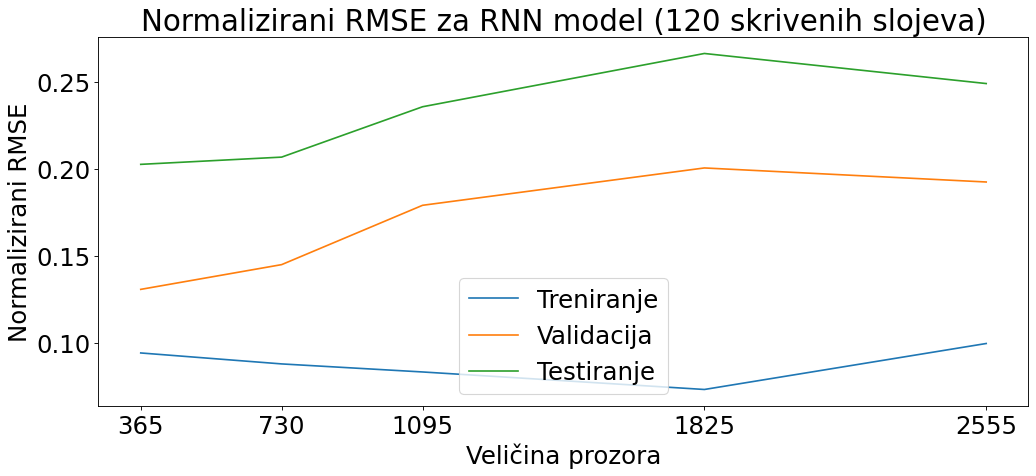 Normalizirani RMSE za RNN model (120 skrivenih slojeva)
Normalizirani RMSE
0.25
0.20
0.15
0.10
Treniranje
Validacija
Testiranje
365 730 1095 1825 2555
Veličina prozora